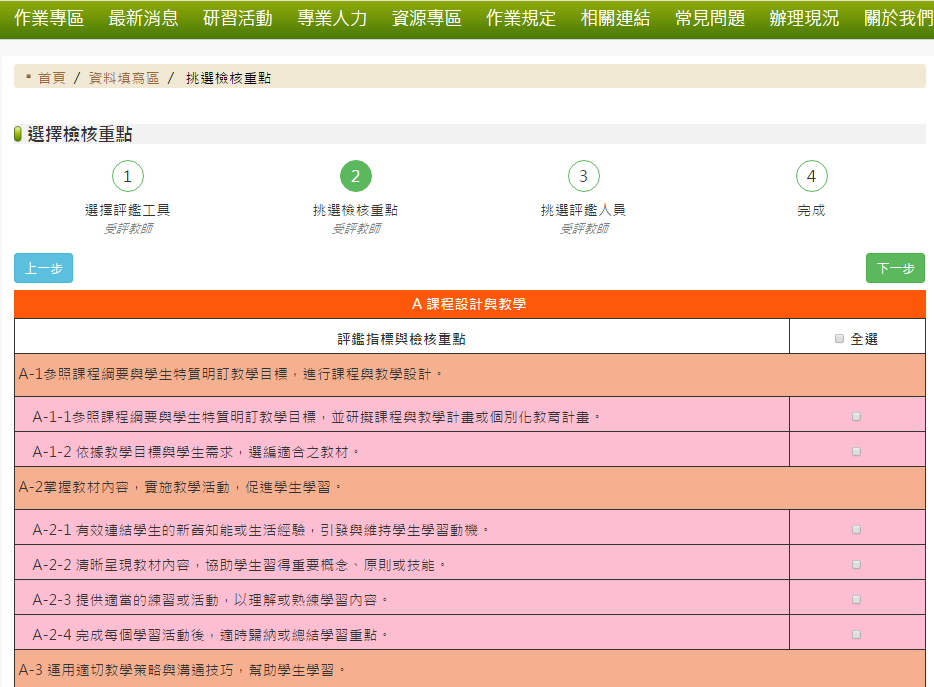 作業專區 最新消息 研習活動 專業人力 資源專區 作業規定 相關連結 常見問題 辦理現況 關於我們
首頁 / 資料填寫區 / 挑選檢核重點
選擇檢核重點
1 2 3 4
選擇評鑑工具 挑選檢核重點 挑選評鑑人員 完成
受評教師 受評教師 受評教師
上一步 下一步
A 課程設計與教學
評鑑指標與檢核重點 全選
A-1參照課程綱要與學生特質明訂教學目標，進行課程與教學設計。
A-1-1參照課程綱要與學生特質明訂教學目標，並研擬課程與教學計畫或個別化教育計畫。
A-1-2 依據教學目標與學生需求，選編適合之教材。
A-2掌握教材內容，實施教學活動，促進學生學習。
A-2-1 有效連結學生的新舊知能或生活經驗，引發與維持學生學習動機。
A-2-2 清晰呈現教材內容，協助學生習得重要概念、原則或技能。
A-2-3 提供適當的練習或活動，以理解或熟練學習內容。
A-2-4 完成每個學習活動後，適時歸納或總結學習重點。
A-3 運用適切教學策略與溝通技巧，幫助學生學習。